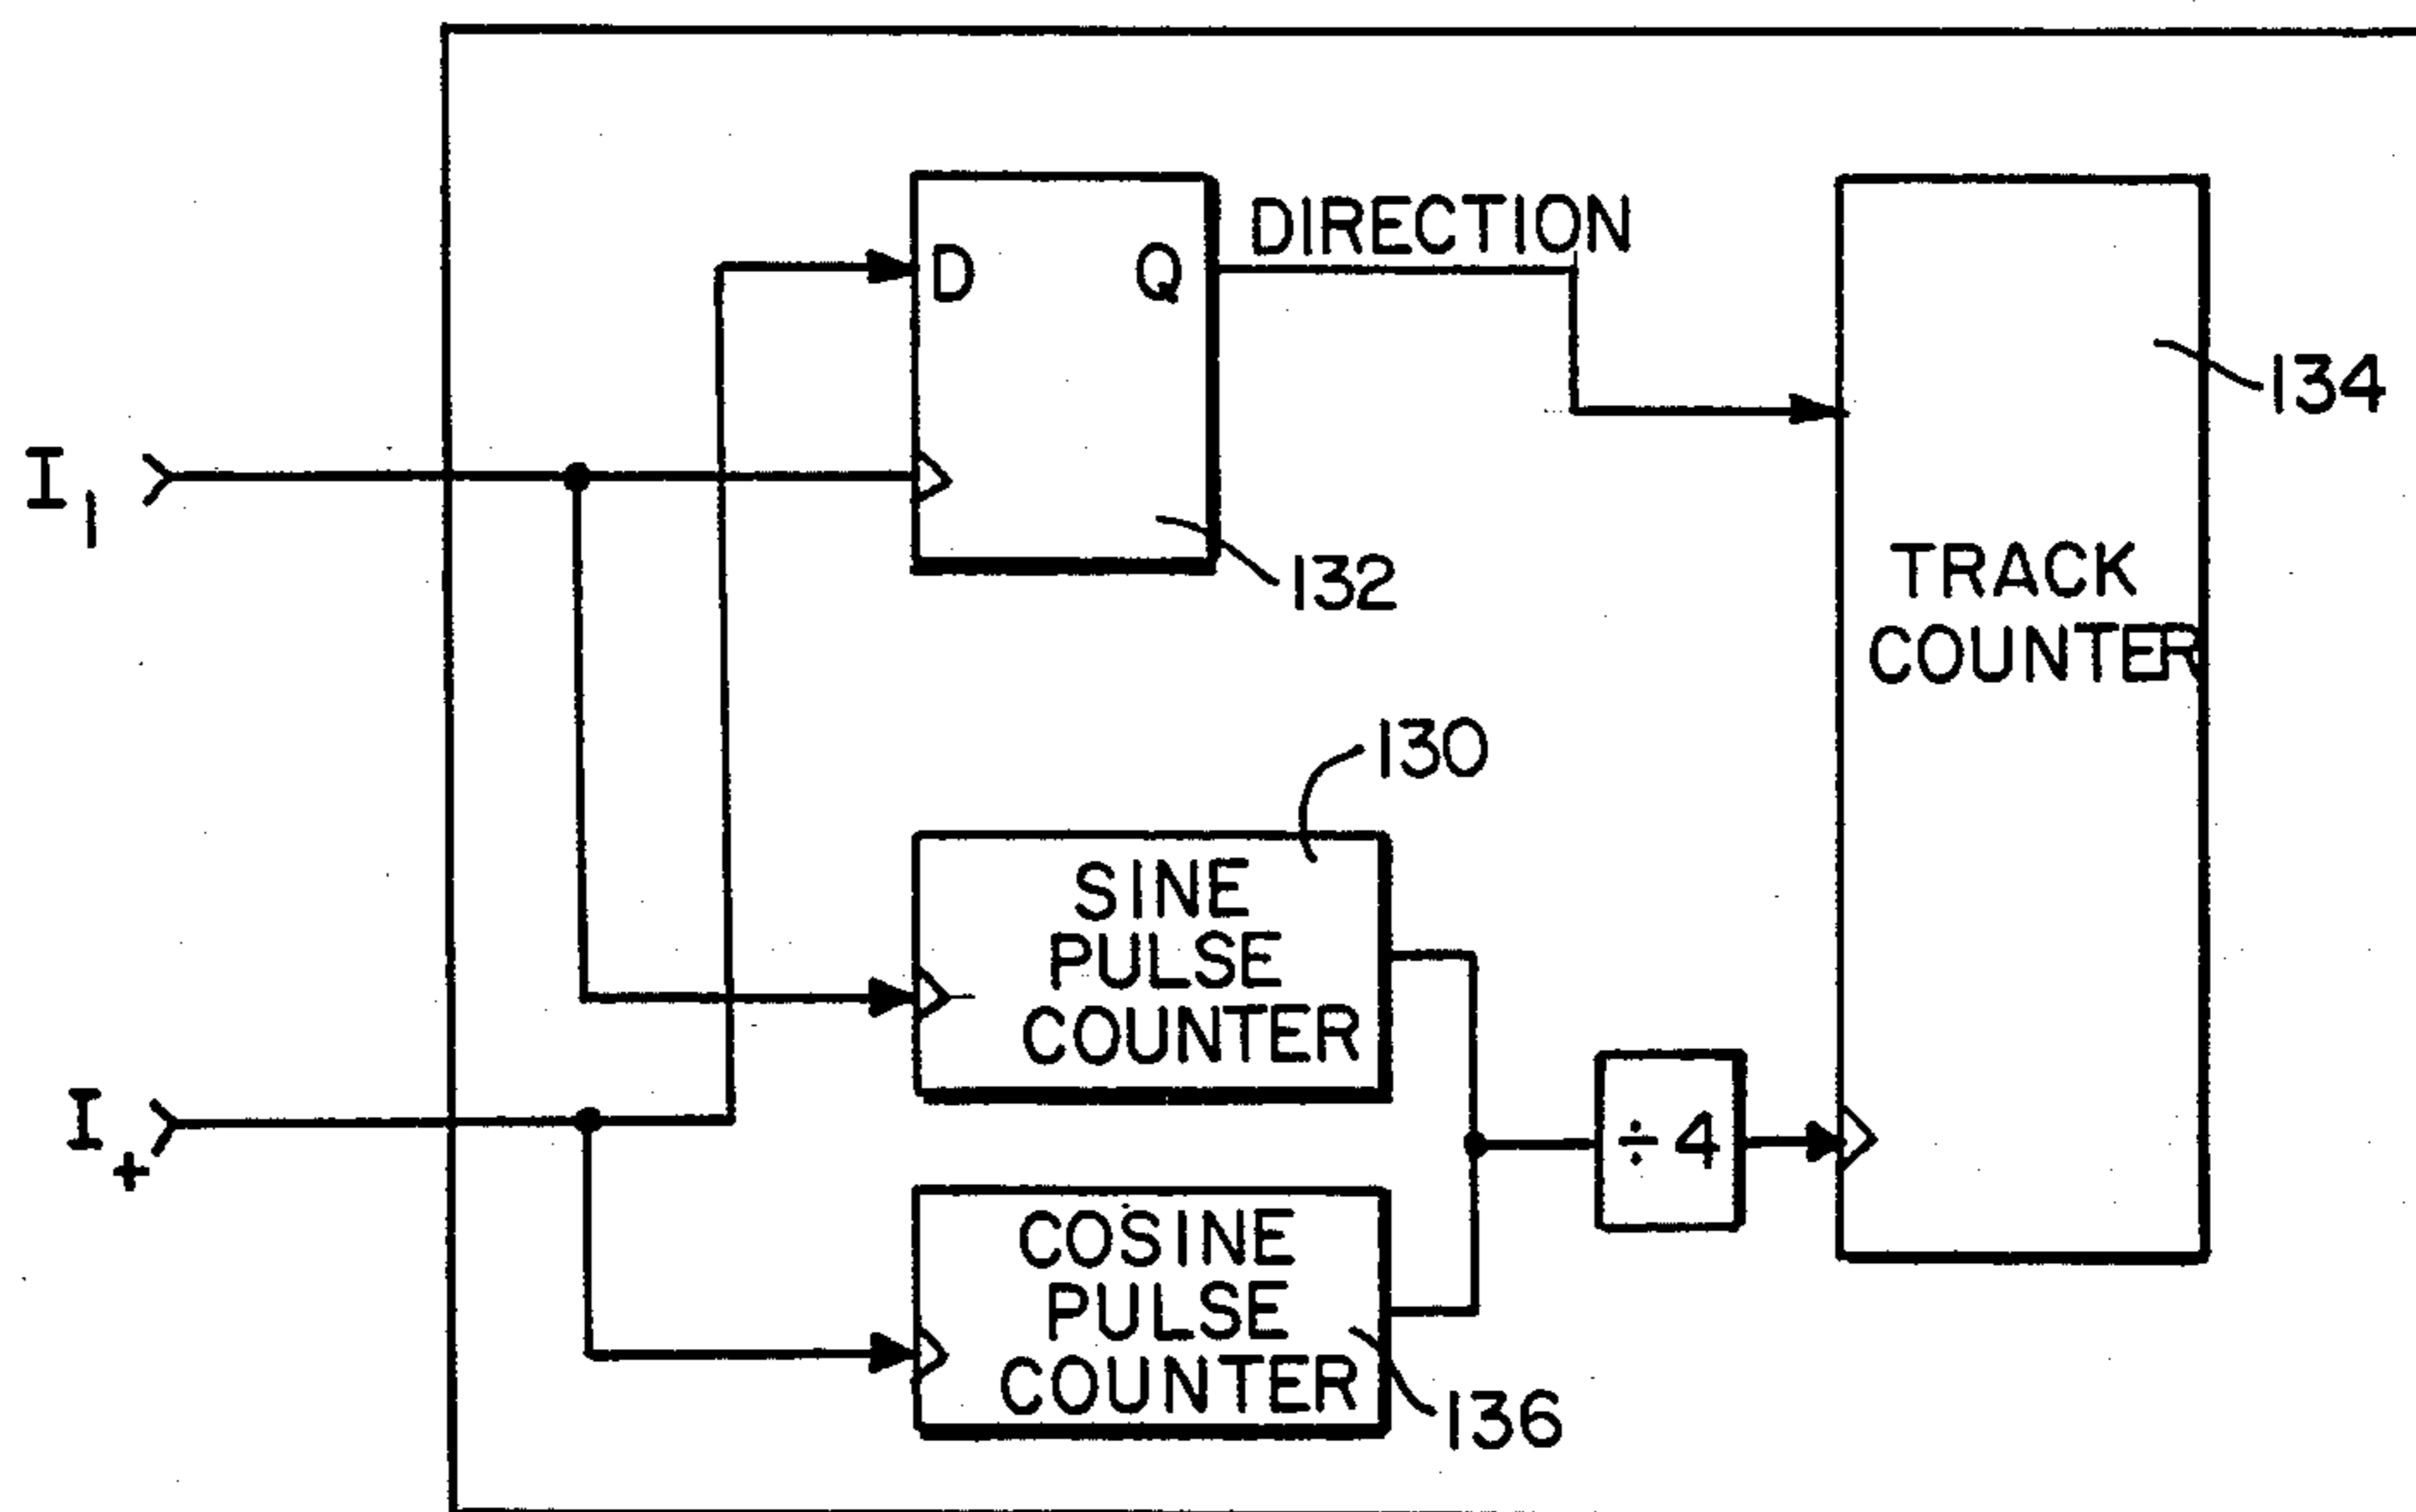 DIRECTION
D Q
134
I1
132
TRACK
COUNTER
130
SINE
PULSE
COUNTER
I+
÷4
COSINE
PULSE
COUNTER
136